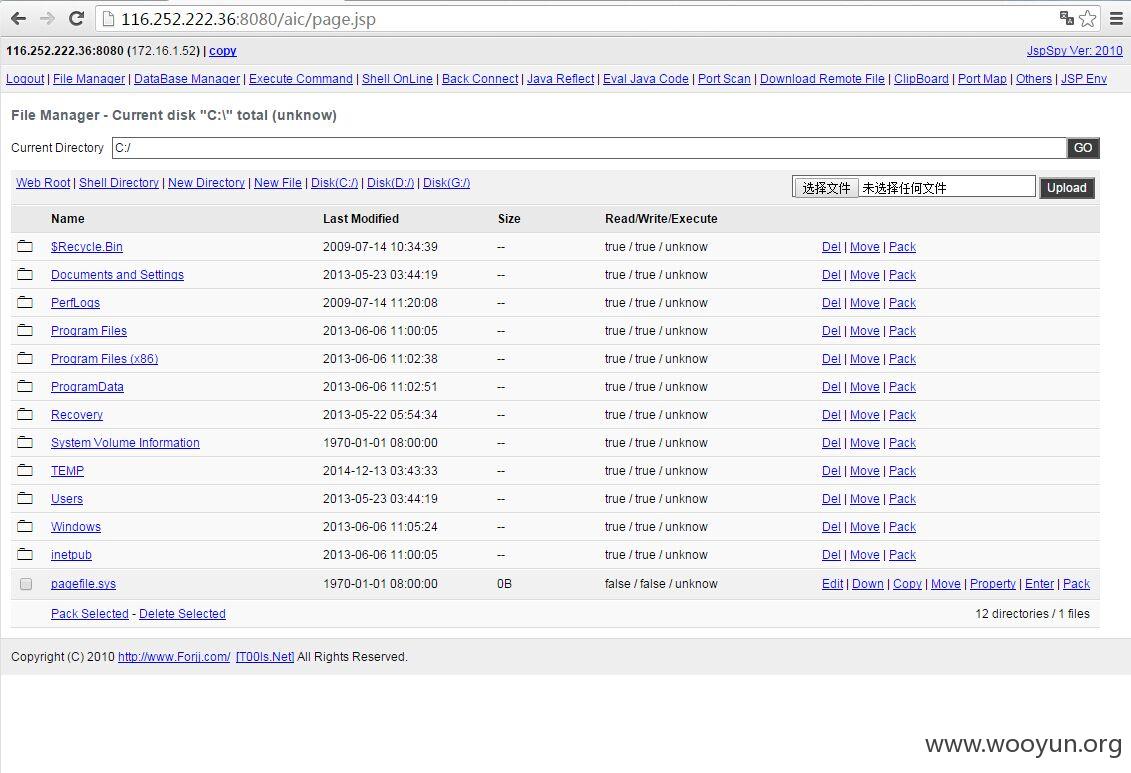 116.252.222.36:8080/aic/page.jsp
116.252.222.36:8080 (172.16.1.52) | copy JspSpy Ver: 2010
Logout | File Manager | DataBase Manager | Execute Command | Shell OnLine | Back Connect | Java Reflect | Eval Java Code | Port Scan | Download Remote File | ClipBoard | Port Map | Others | JSP Env
File Manager - Current disk "C:\" total (unknow)
Current Directory C:/ GO
Web Root | Shell Directory | New Directory | New File | Disk(C:/) | Disk(D:/) | Disk(G:/) 选择文件 未选择任何文件 Upload
Name Last Modified Size Read/Write/Execute
$Recycle.Bin 2009-07-14 10:34:39 -- true / true / unknow Del | Move | Pack
Documents and Settings 2013-05-23 03:44:19 -- true / true / unknow Del | Move | Pack
PerfLogs 2009-07-14 11:20:08 -- true / true / unknow Del | Move | Pack
Program Files 2013-06-06 11:00:05 -- true / true / unknow Del | Move | Pack
Program Files (x86) 2013-06-06 11:02:38 -- true / true / unknow Del | Move | Pack
ProgramData 2013-06-06 11:02:51 -- true / true / unknow Del | Move | Pack
Recovery 2013-05-22 05:54:34 -- true / true / unknow Del | Move | Pack
System Volume Information 1970-01-01 08:00:00 -- true / true / unknow Del | Move | Pack
TEMP 2014-12-13 03:43:33 -- true / true / unknow Del | Move | Pack
Users 2013-05-23 03:44:19 -- true / true / unknow Del | Move | Pack
Windows 2013-06-06 11:05:24 -- true / true / unknow Del | Move | Pack
inetpub 2013-06-06 11:00:05 -- true / true / unknow Del | Move | Pack
pagefile.sys 1970-01-01 08:00:00 0B false / false / unknow Edit | Down | Copy | Move | Property | Enter | Pack
Pack Selected - Delete Selected 12 directories / 1 files
Copyright (C) 2010 http://www.Forjj.com/ [T00ls.Net] All Rights Reserved.
www.wooyun.org